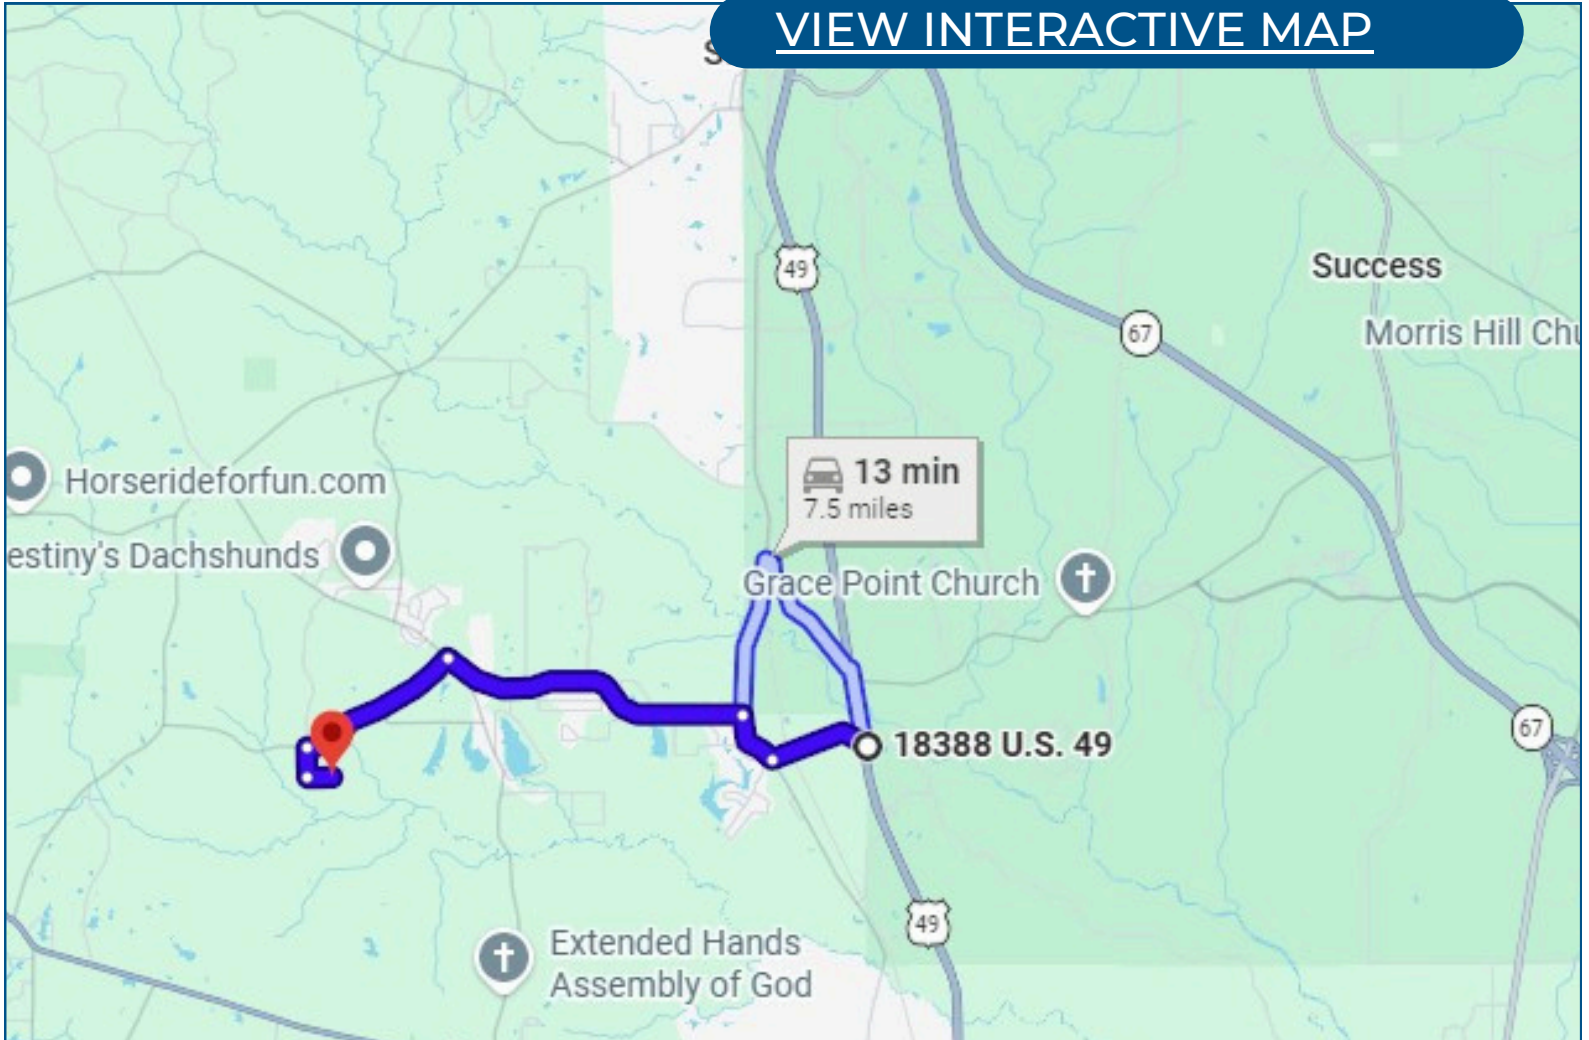 VIEW INTERACTIVE MAP
49
Success
67
Morris Hill
13 min
7.5 miles
Horserideforfun.com
estiny's Dachshunds
Grace Point Church
67
18388 U.S. 49
49
Extended Hands
Assembly of God